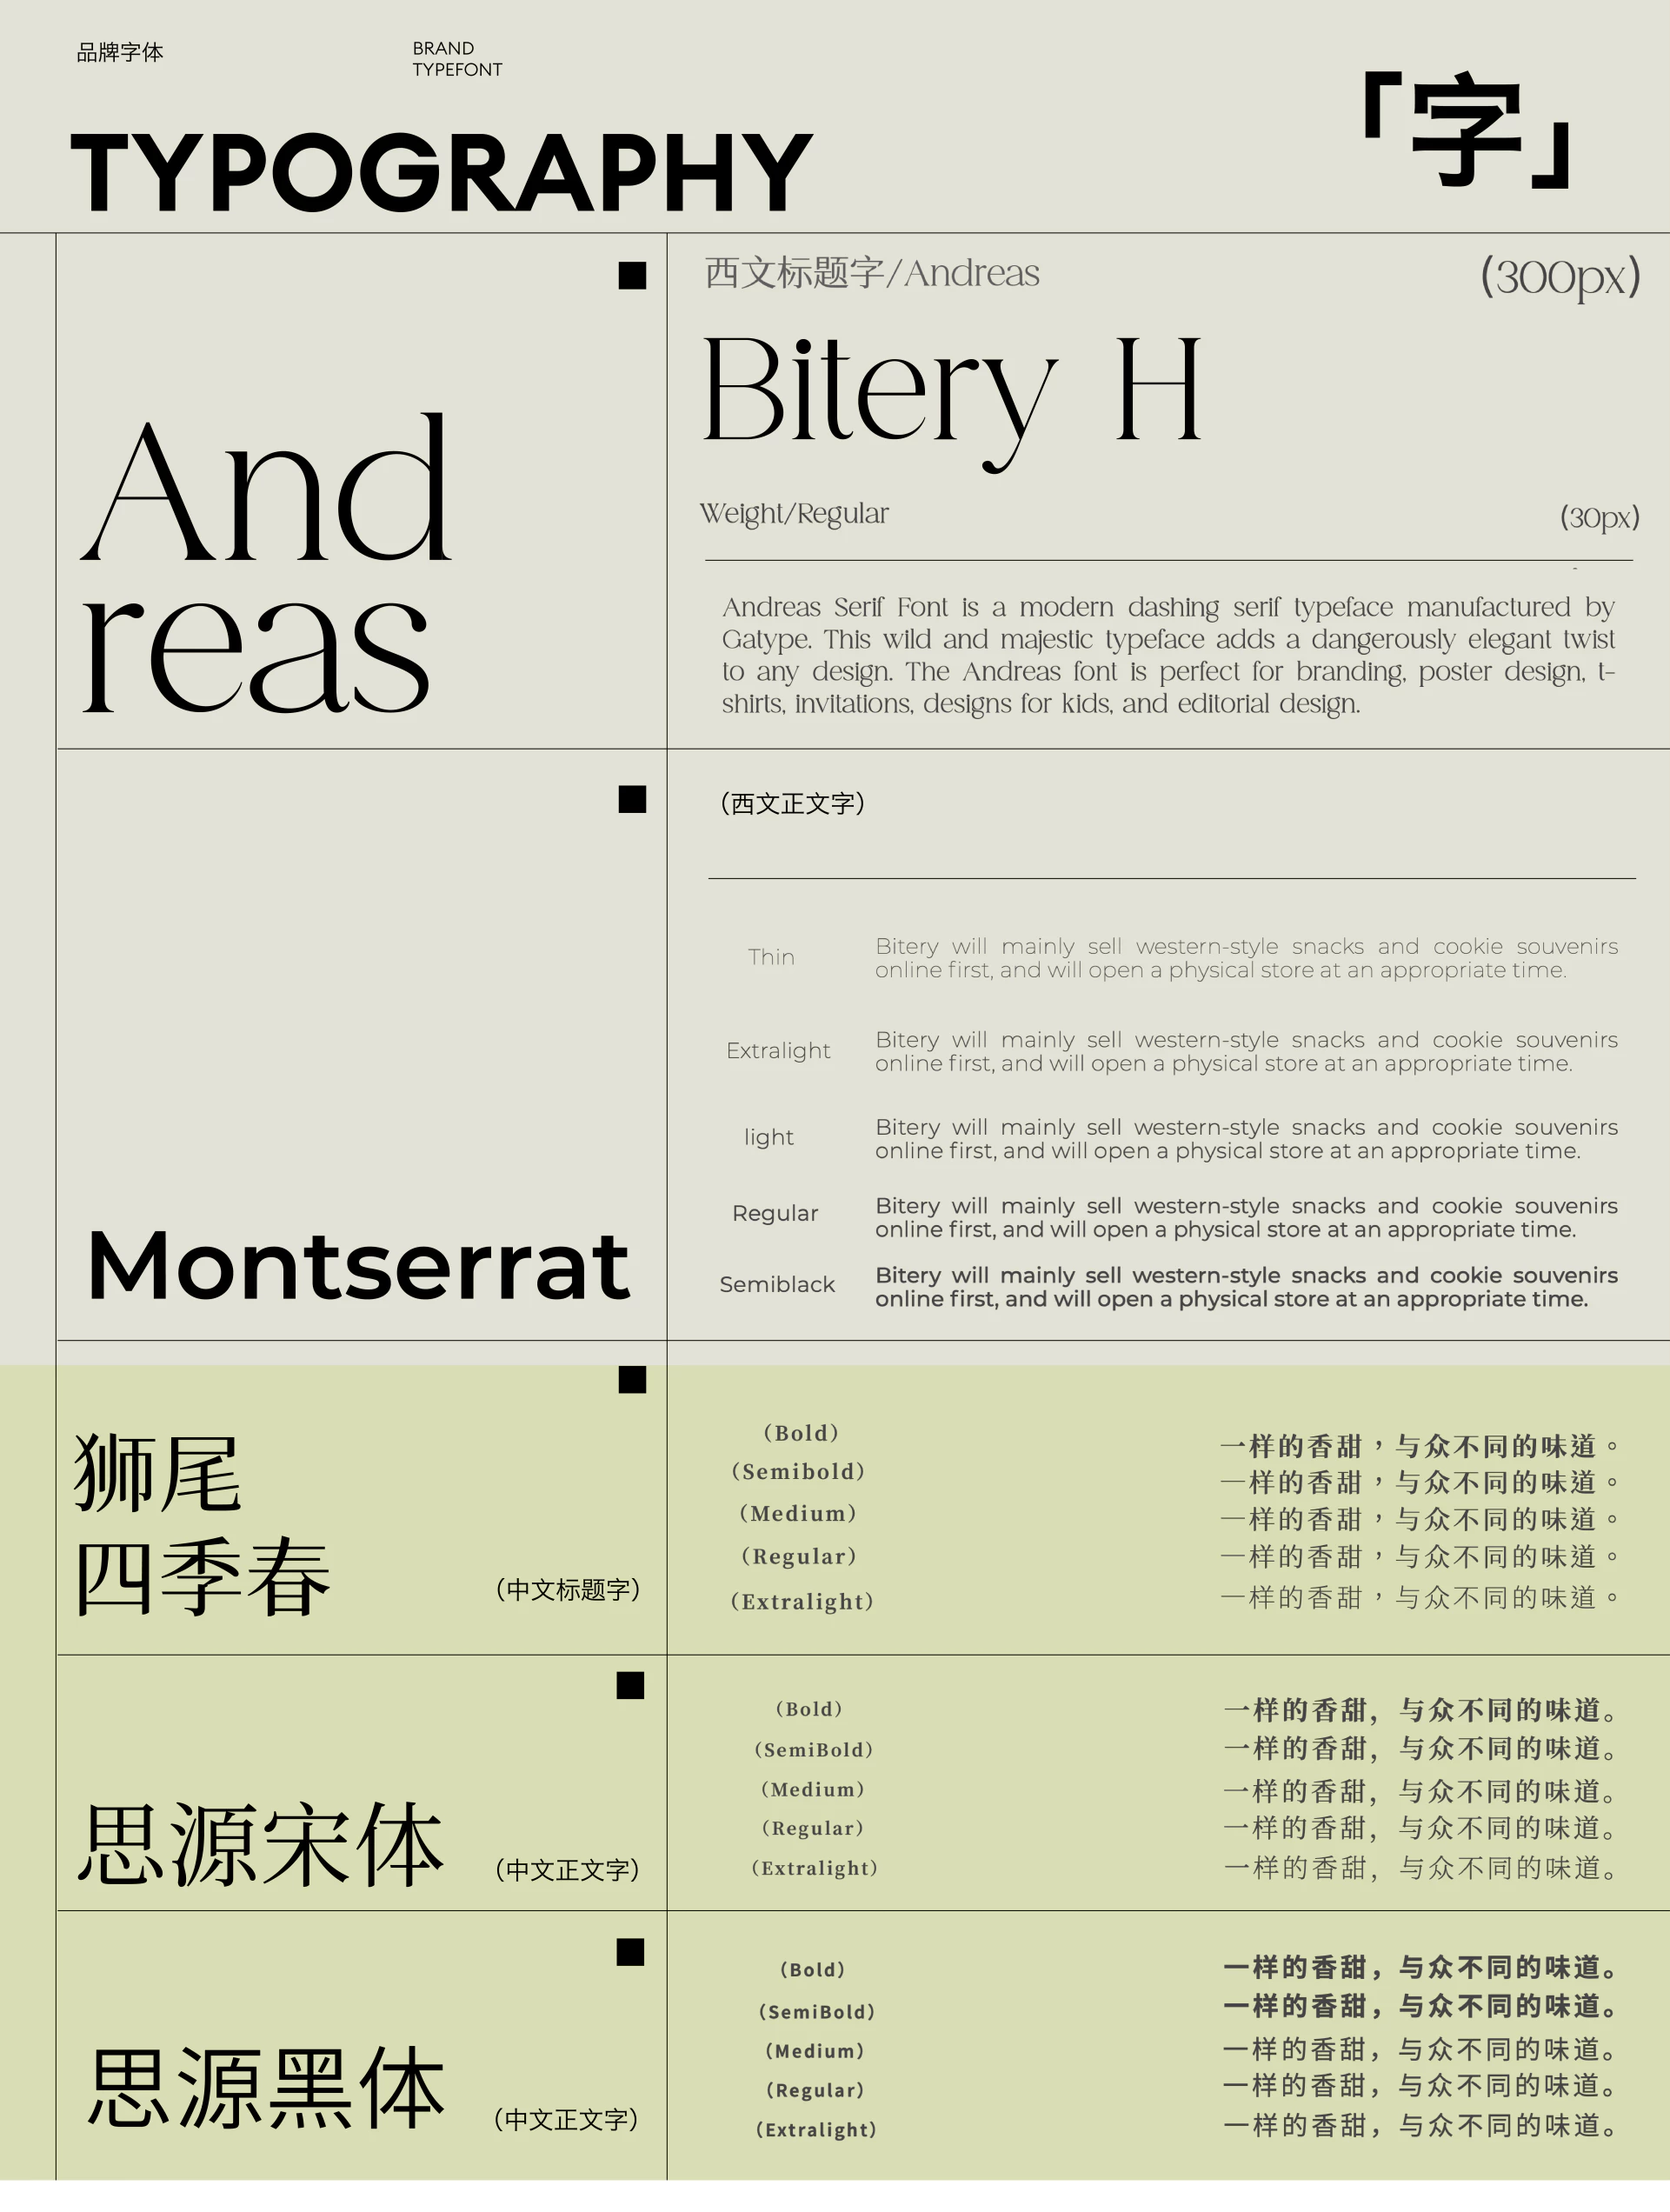 品牌字体
BRAND
TYPEFONT
TYPOGRAPHY
「字」
And
reas
西文标题字/Andreas
(300px)
Bitery H
Weight/Regular
(30px)
Andreas Serif Font is a modern dashing serif typeface manufactured by
Gatype. This wild and majestic typeface adds a dangerously elegant twist
to any design. The Andreas font is perfect for branding, poster design, t-
shirts, invitations, designs for kids, and editorial design.
Montserrat
（西文正文字）
Thin
Bitery will mainly sell western-style snacks and cookie souvenirs
online first, and will open a physical store at an appropriate time.
Extralight
Bitery will mainly sell western-style snacks and cookie souvenirs
online first, and will open a physical store at an appropriate time.
light
Bitery will mainly sell western-style snacks and cookie souvenirs
online first, and will open a physical store at an appropriate time.
Regular
Bitery will mainly sell western-style snacks and cookie souvenirs
online first, and will open a physical store at an appropriate time.
Semiblack
Bitery will mainly sell western-style snacks and cookie souvenirs
online first, and will open a physical store at an appropriate time.
狮尾
四季春
（中文标题字）
（Bold）
一样的香甜，与众不同的味道。
（Semibold）
一样的香甜，与众不同的味道。
（Medium）
一样的香甜，与众不同的味道。
（Regular）
一样的香甜，与众不同的味道。
（Extralight）
一样的香甜，与众不同的味道。
思源宋体
（中文正文字）
（Bold）
一样的香甜，与众不同的味道。
（SemiBold）
一样的香甜，与众不同的味道。
（Medium）
一样的香甜，与众不同的味道。
（Regular）
一样的香甜，与众不同的味道。
（Extralight）
一样的香甜，与众不同的味道。
思源黑体
（中文正文字）
（Bold）
一样的香甜，与众不同的味道。
（SemiBold）
一样的香甜，与众不同的味道。
（Medium）
一样的香甜，与众不同的味道。
（Regular）
一样的香甜，与众不同的味道。
（Extralight）
一样的香甜，与众不同的味道。